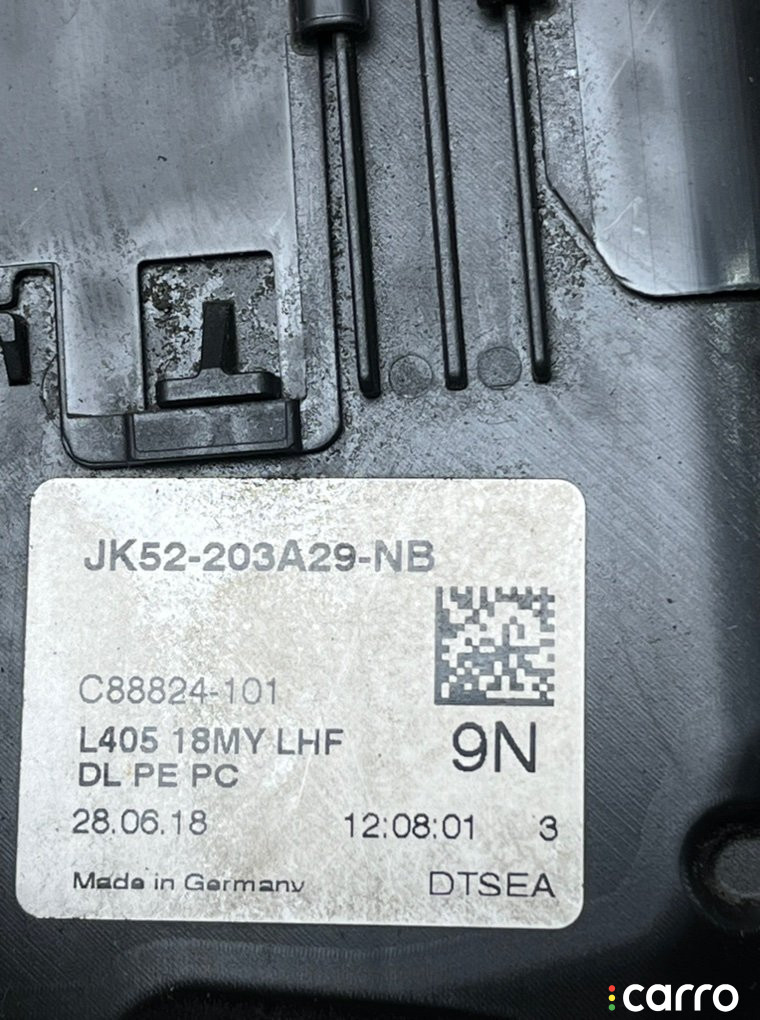 JK52-203A29-NB
C88824-101
L405 18MY LHF
9N
DL PE PC
28.06.18 12:08:01 3
Made in Germany DTSEA
carro